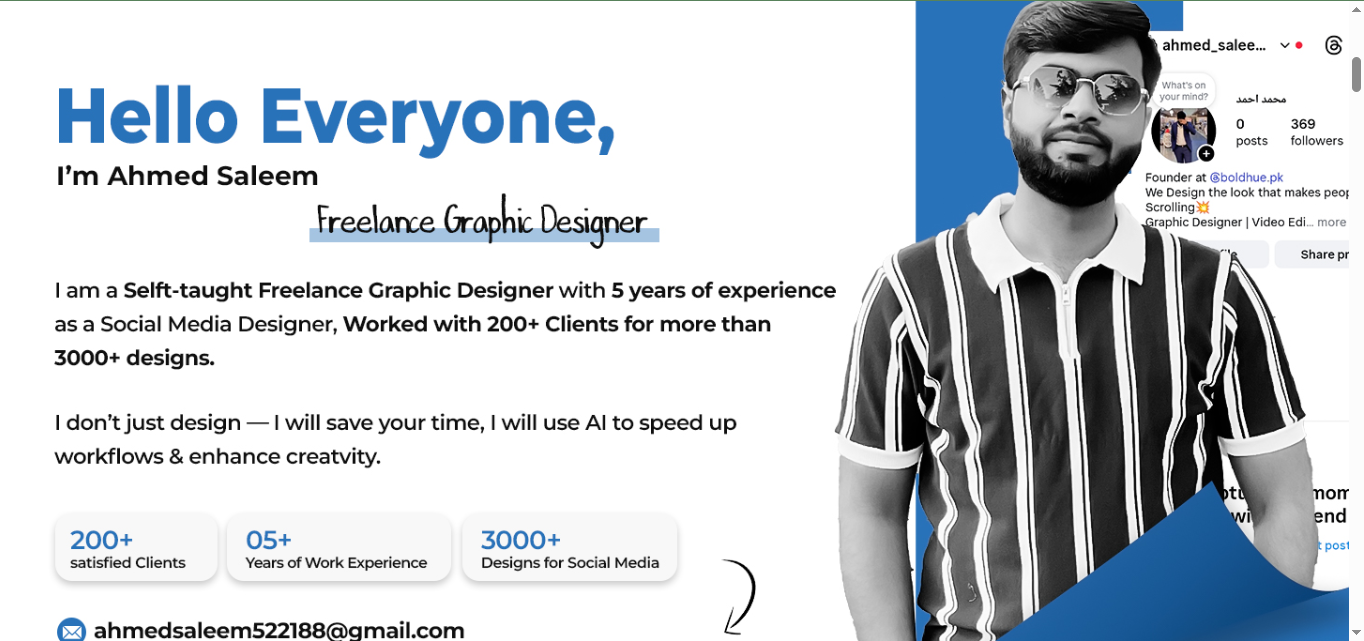 Hello Everyone,
I'm Ahmed Saleem
Freelance Graphic Designer
I am a Selft-taught Freelance Graphic Designer with 5 years of experience
as a Social Media Designer, Worked with 200+ Clients for more than
3000+ designs.
I don't just design — I will save your time, I will use AI to speed up
workflows & enhance creatvity.
200+
satisfied Clients
05+
Years of Work Experience
3000+
Designs for Social Media
ahmedsaleem522188@gmail.com
ahmed_salee...
What's on
your mind?
محمد احمد
0
posts
369
followers
Founder at @boldhue.pk
We Design the look that makes
Scrolling💥
Graphic Designer | Video Edi... more
Share